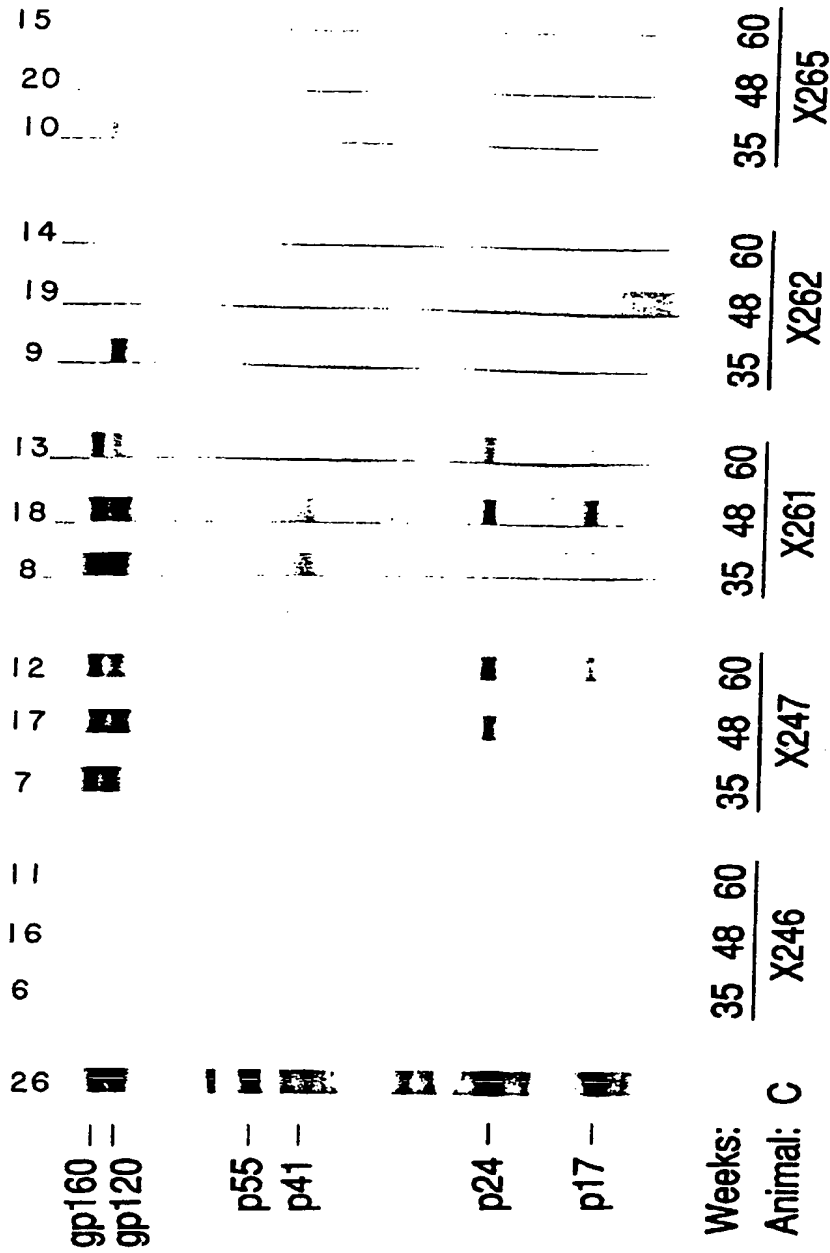 26 6 16 11 7 17 12 8 18 13 9 19 14 10 20 15
gp160
gp120
p55
p41
p24
p17
Weeks: 35 48 60 35 48 60 35 48 60 35 48 60 35 48 60
Animal: C X246 X247 X261 X262 X265